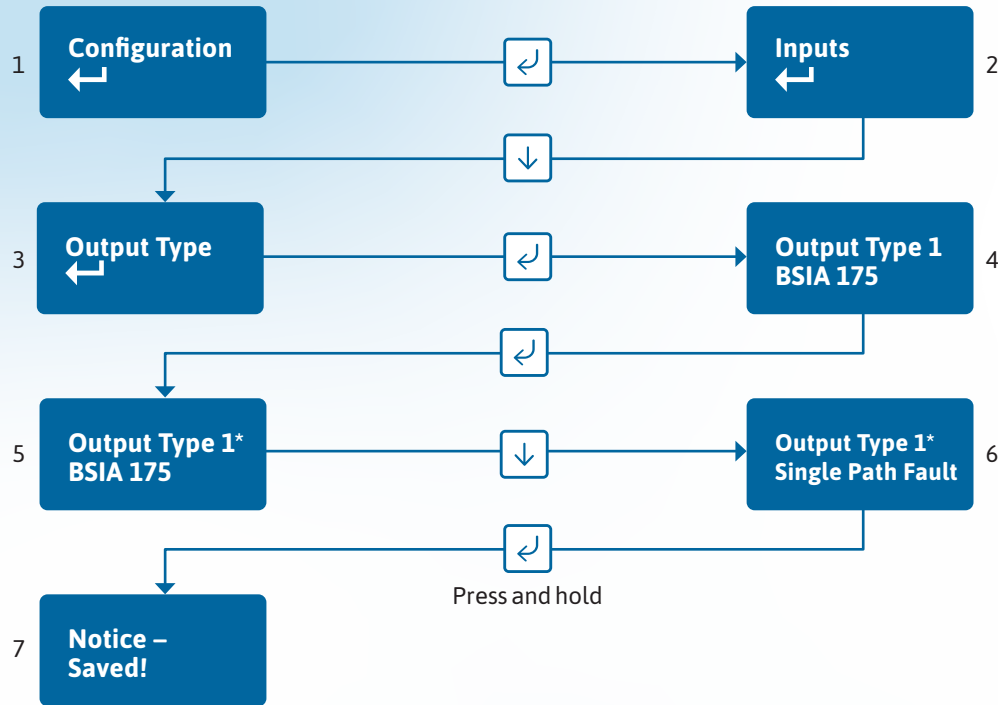 1
Configuration
Inputs
2
3
Output Type
Output Type 1
BSIA 175
4
5
Output Type 1*
BSIA 175
Output Type 1*
Single Path Fault
6
Press and hold
7
Notice –
Saved!